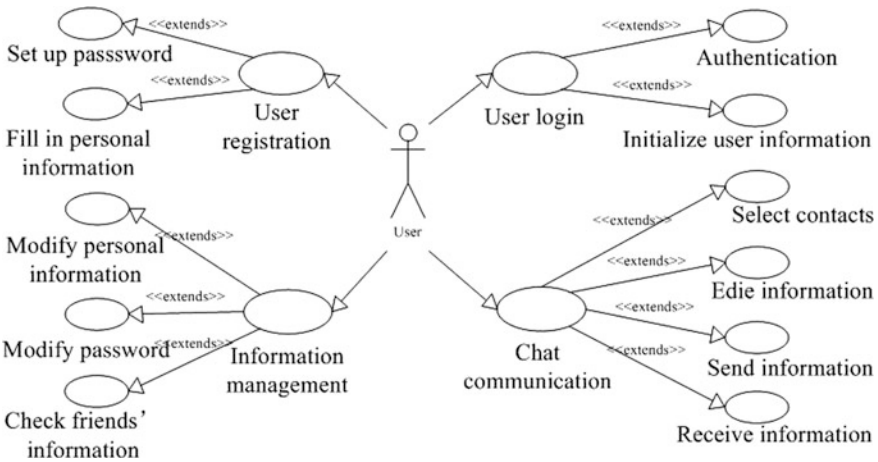 <<extends>>
Set up passsword
<<extends>>
Fill in personal
information
User
registration
<<extends>>
Authentication
<<extends>>
User login
Initialize user information
User
<<extends>>
Modify personal
information
<<extends>>
Modify password
<<extends>>
Check friends’
information
Information
management
<<extends>>
Select contacts
<<extends>>
Edie information
<<extends>>
Send information
<<extends>>
Receive information
Chat
communication